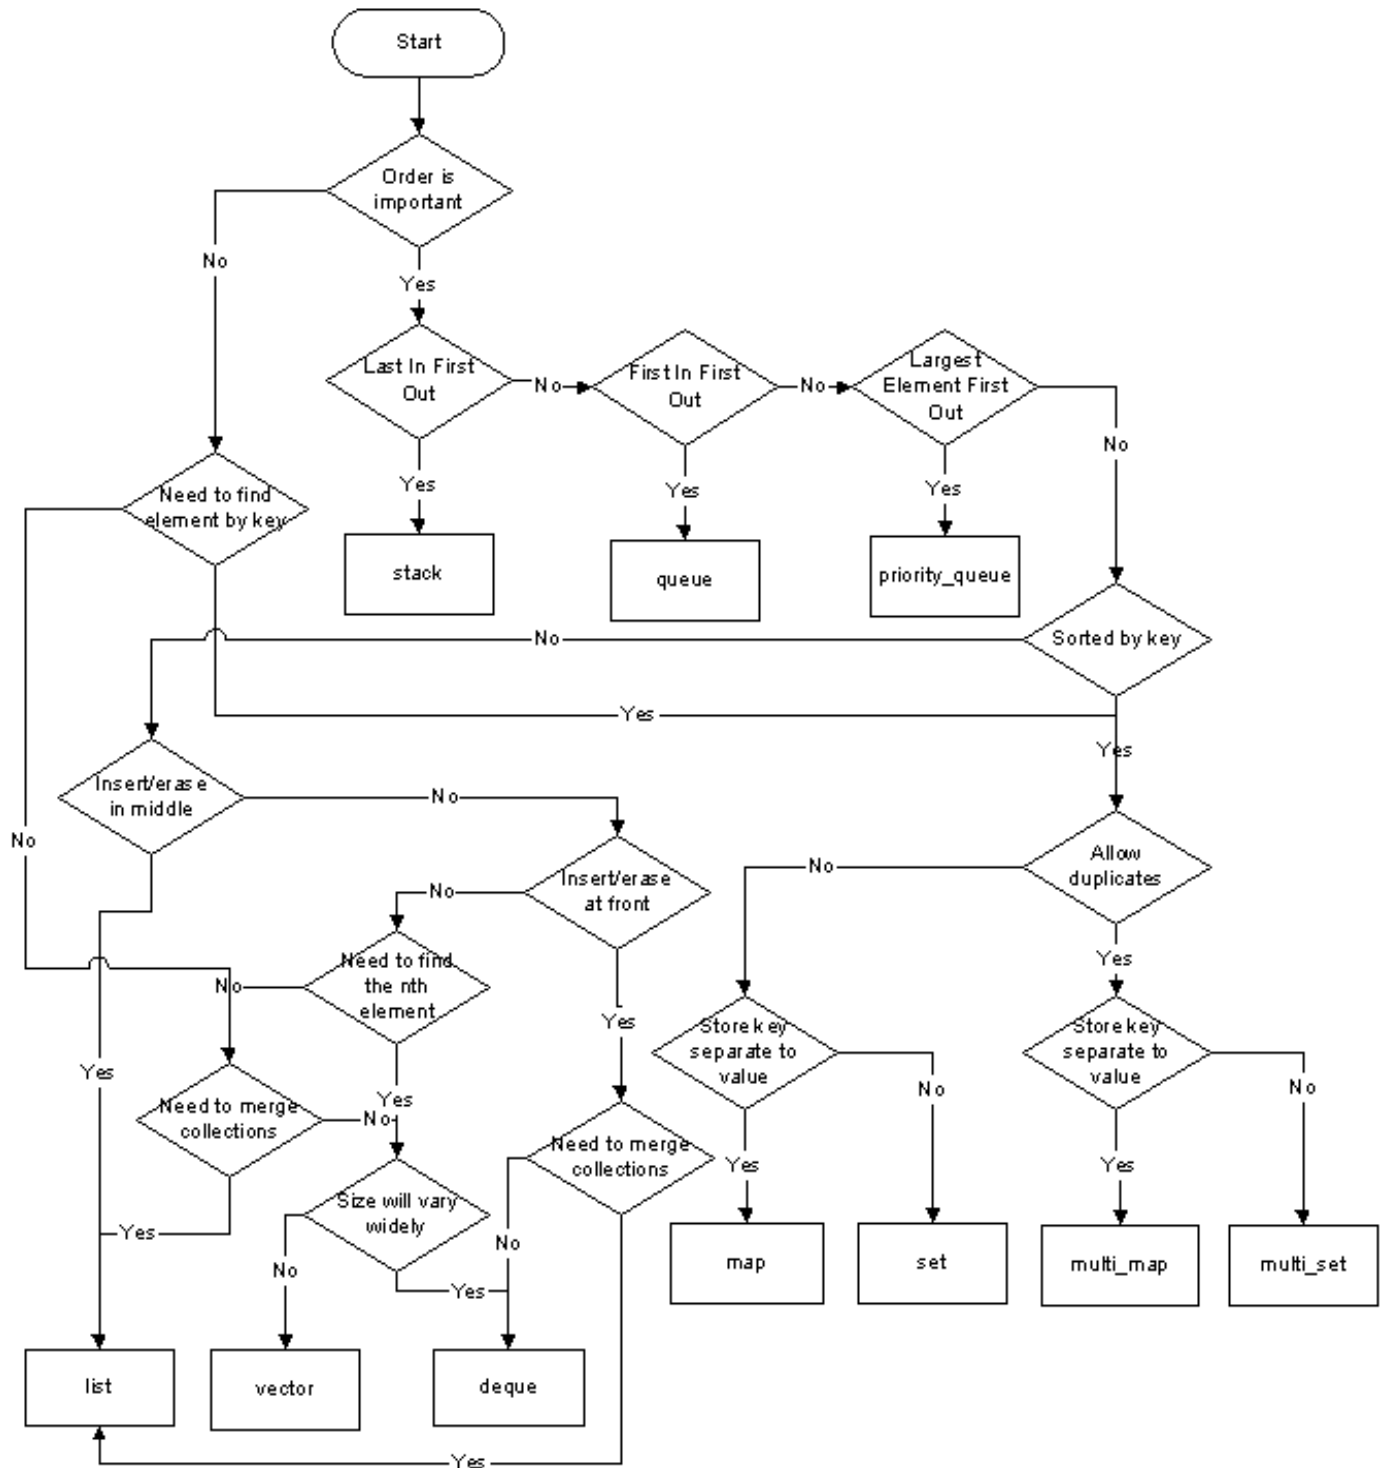 Start
Order is
important
No
Yes
Last In First
Out
No
First In First
Out
No
Largest
Element First
Out
No
Yes
Yes
Yes
Need to find
element by key
stack
queue
priority_queue
No
Sorted by key
Yes
Yes
Insert/erase
in middle
No
No
Insert/erase
at front
No
No
Allow
duplicates
Yes
Need to find
the nth
element
No
Yes
Store key
separate to
value
Store key
separate to
value
Yes
Yes
No
No
Need to merge
collections
No
Need to merge
collections
Yes
Yes
Size will vary
widely
Yes
No
No
Yes
map
set
multi_map
multi_set
list
vector
deque
Yes